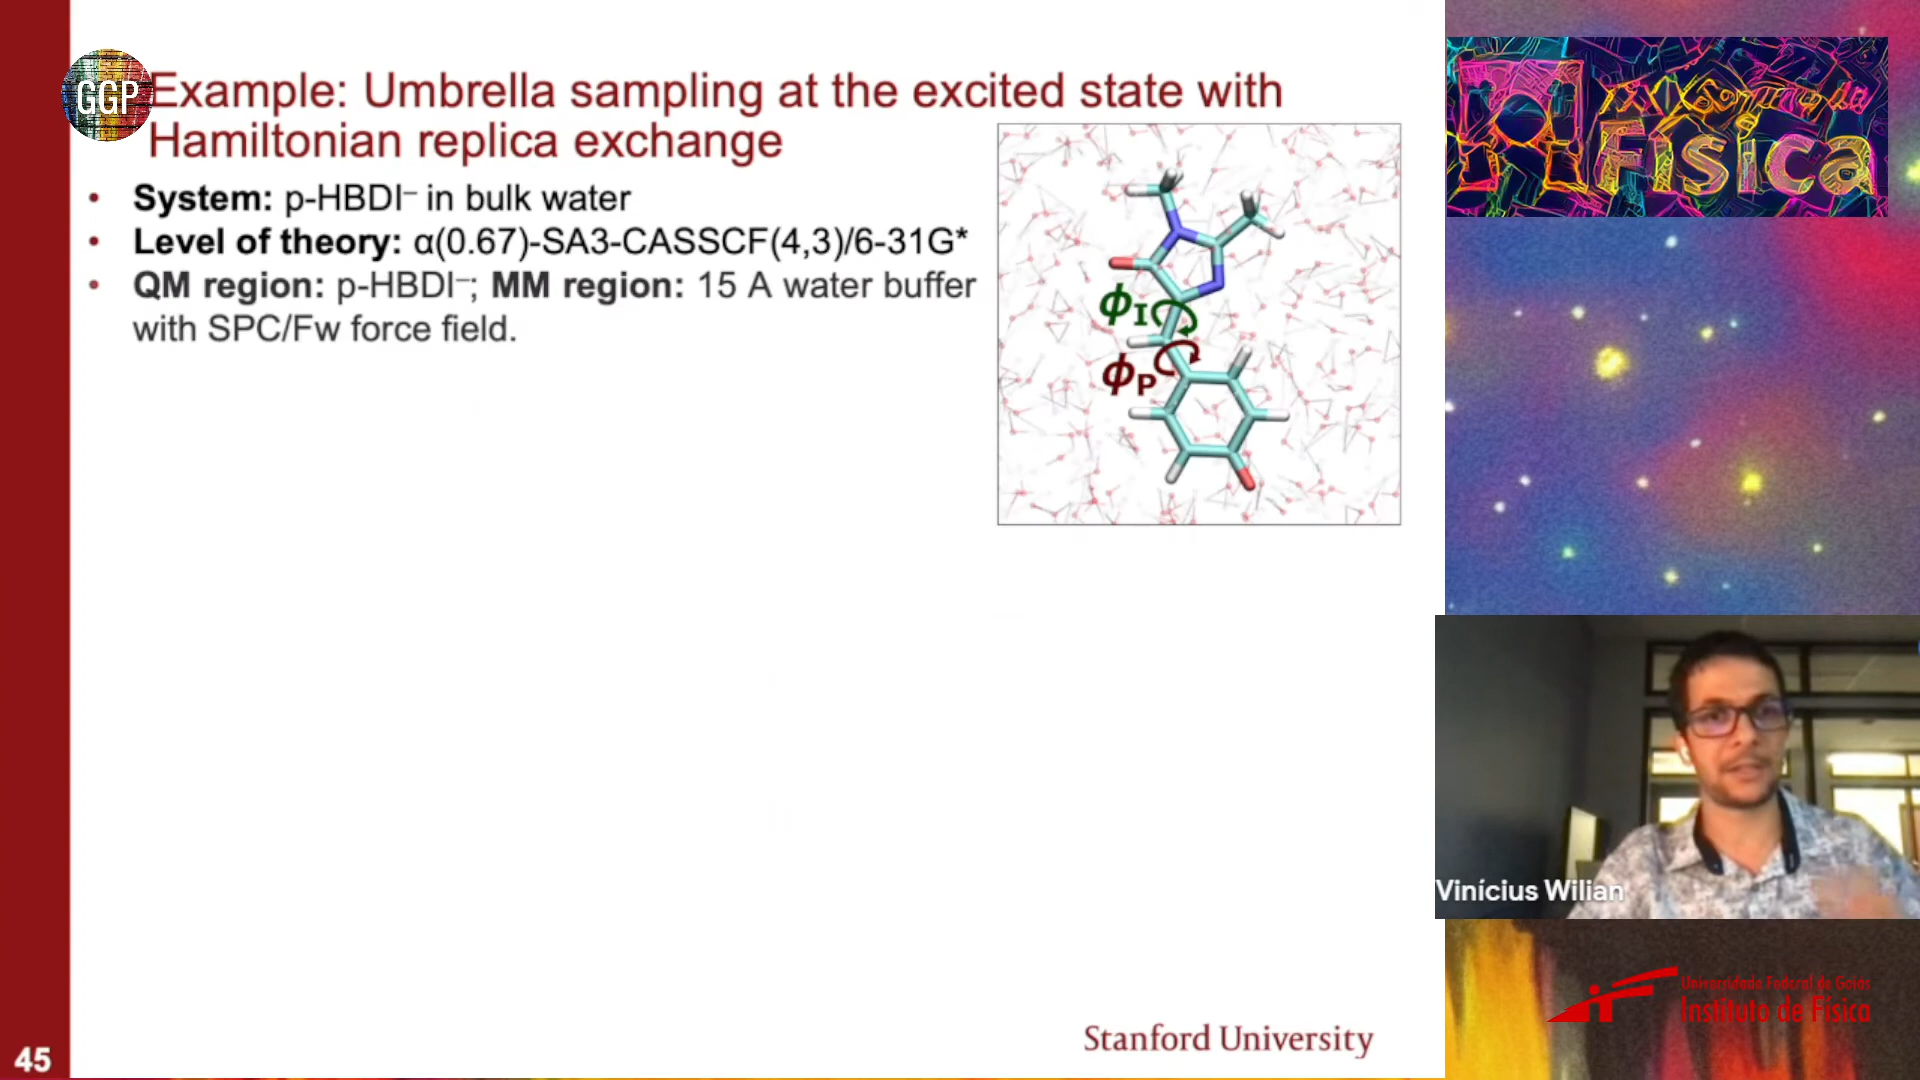 GGP
Example: Umbrella sampling at the excited state with
Hamiltonian replica exchange
• System: p-HBDI⁻ in bulk water
• Level of theory: α(0.67)-SA3-CASSCF(4,3)/6-31G*
• QM region: p-HBDI⁻; MM region: 15 A water buffer
with SPC/Fw force field.
ϕI
ϕP
Física
Vinícius Wilian
Universidade Federal de Goiás
Instituto de Física
Stanford University
45